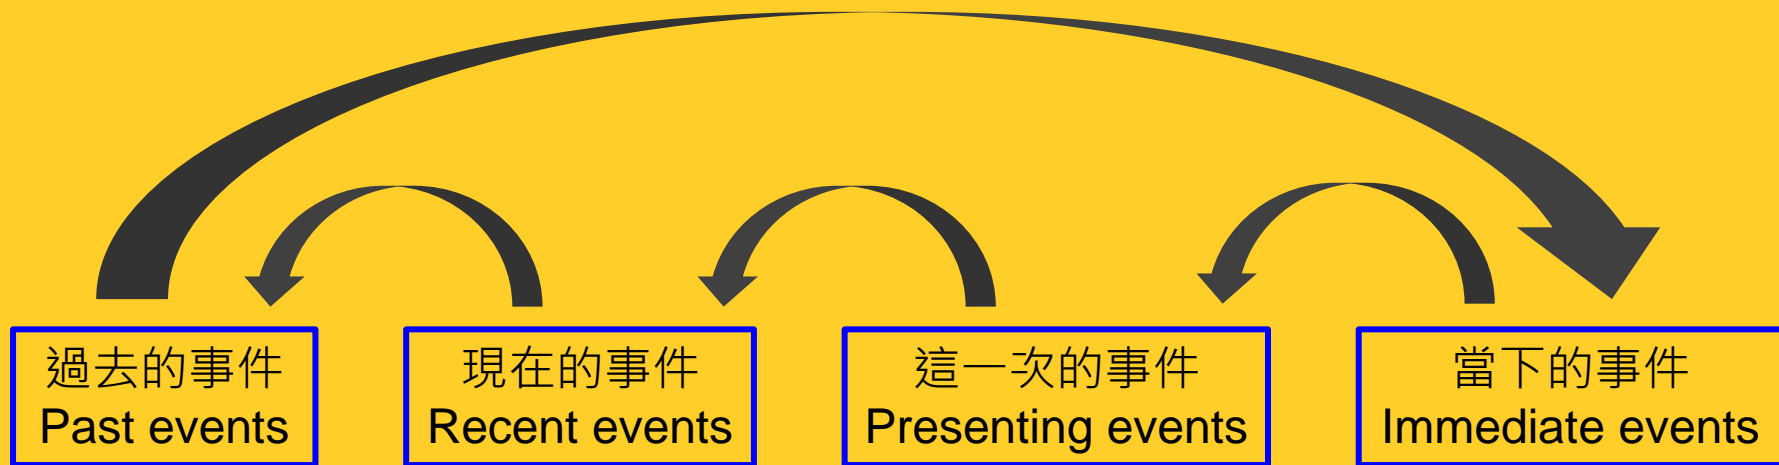 過去的事件
Past events
現在的事件
Recent events
這一次的事件
Presenting events
當下的事件
Immediate events